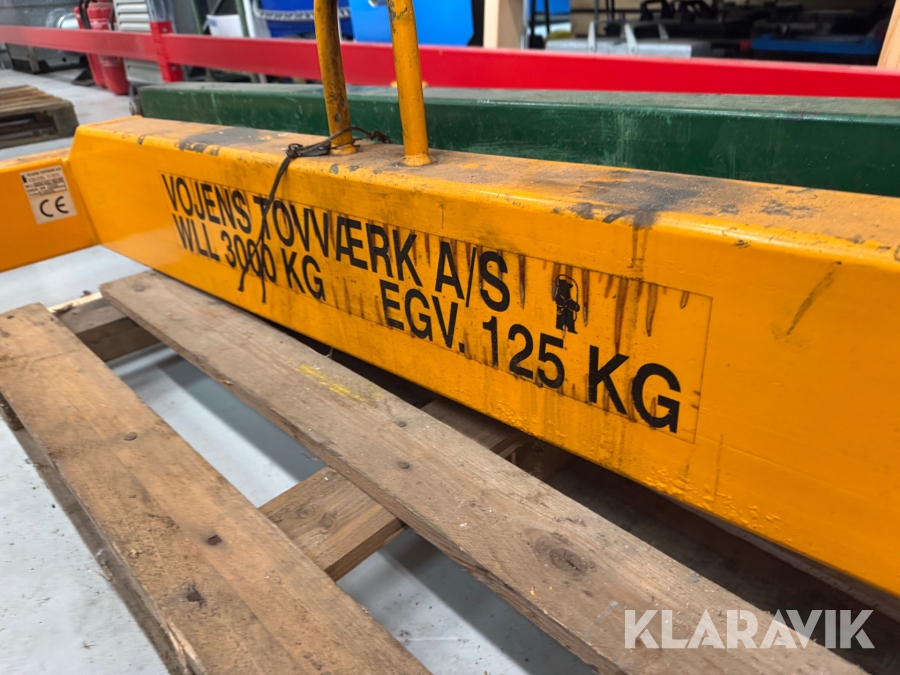 VOJENS TOVVÆRK A/S
WLL 3000 KG EGV. 125 KG
CE
KLARAVIK